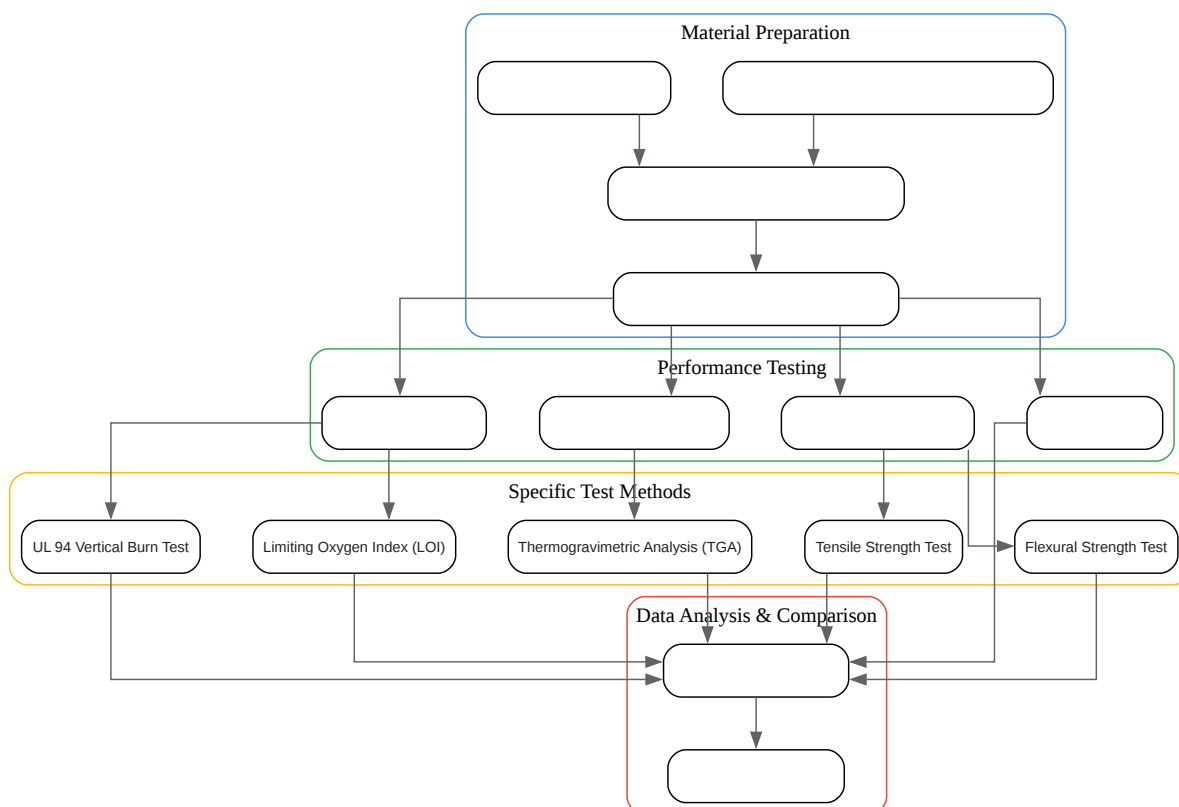 Material Preparation
Performance Testing
Specific Test Methods
UL 94 Vertical Burn Test
Limiting Oxygen Index (LOI)
Thermogravimetric Analysis (TGA)
Tensile Strength Test
Flexural Strength Test
Data Analysis & Comparison